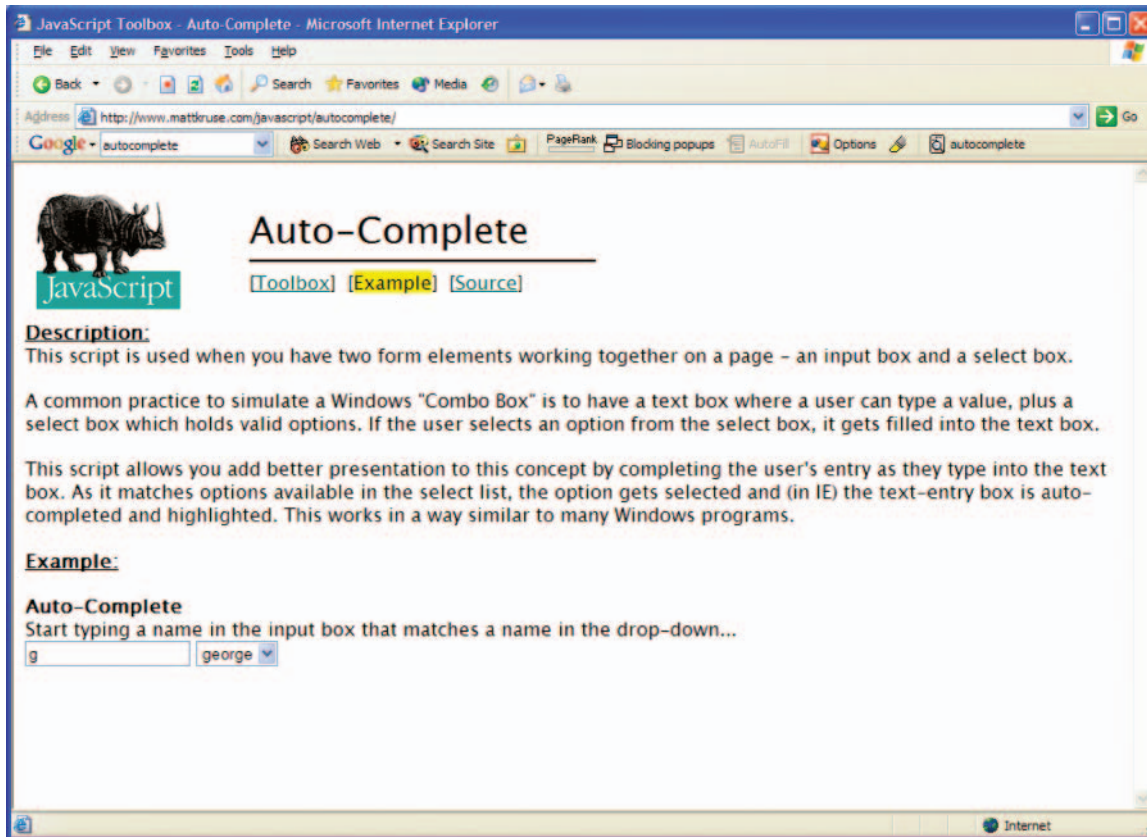 JavaScript Toolbox - Auto-Complete - Microsoft Internet Explorer
File Edit View Favorites Tools Help
Back Search Favorites Media
Address http://www.mattkruse.com/javascript/autocomplete/ Go
Google autocomplete Search Web Search Site PageRank Blocking popups AutoFill Options autocomplete
JavaScript
Auto-Complete
[Toolbox] [Example] [Source]
Description:
This script is used when you have two form elements working together on a page - an input box and a select box.
A common practice to simulate a Windows "Combo Box" is to have a text box where a user can type a value, plus a
select box which holds valid options. If the user selects an option from the select box, it gets filled into the text box.
This script allows you add better presentation to this concept by completing the user's entry as they type into the text
box. As it matches options available in the select list, the option gets selected and (in IE) the text-entry box is auto-
completed and highlighted. This works in a way similar to many Windows programs.
Example:
Auto-Complete
Start typing a name in the input box that matches a name in the drop-down...
g george
Internet